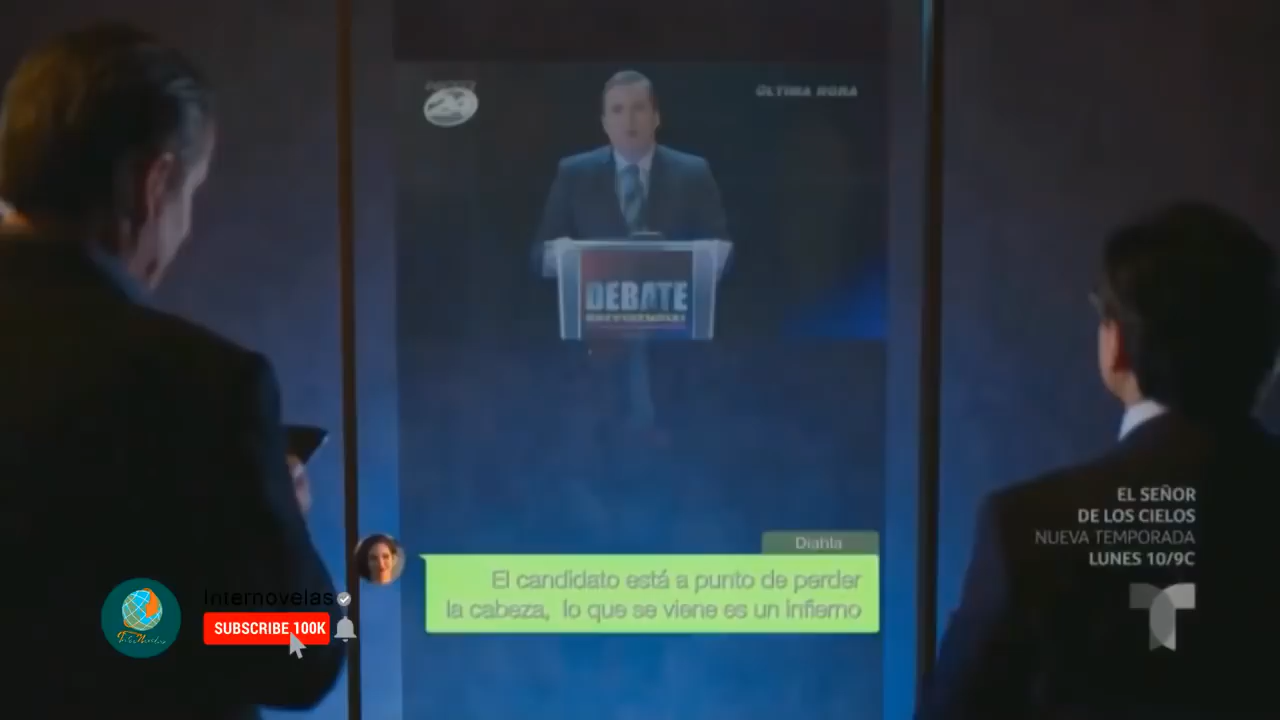 ÚLTIMA HORA
DEBATE
Diahla
El candidato está a punto de perder
la cabeza, lo que se viene es un infierno
EL SEÑOR
DE LOS CIELOS
NUEVA TEMPORADA
LUNES 10/9C
Internovelas
SUBSCRIBE 100K